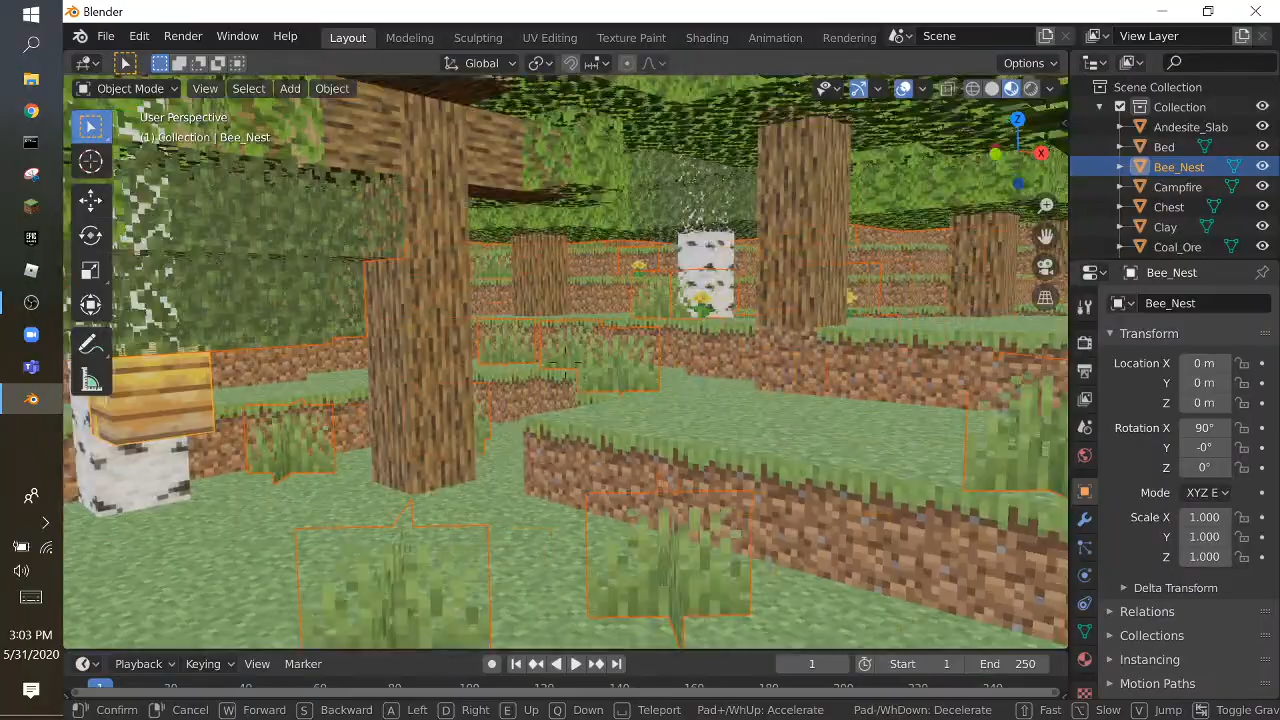 Blender
File Edit Render Window Help Layout Modeling Sculpting UV Editing Texture Paint Shading Animation Rendering Scene View Layer
Global Options
Object Mode View Select Add Object
User Perspective
(1) Collection | Bee_Nest
Z
X
Scene Collection
Collection
Andesite_Slab
Bed
Bee_Nest
Campfire
Chest
Clay
Coal_Ore
Bee_Nest
Bee_Nest
Transform
Location X 0 m
Y 0 m
Z 0 m
Rotation X 90°
Y -0°
Z 0°
Mode XYZ E
Scale X 1.000
Y 1.000
Z 1.000
Delta Transform
Relations
Collections
Instancing
Motion Paths
3:03 PM
5/31/2020
Playback Keying View Marker 1 Start 1 End 250
1
Confirm Cancel W Forward S Backward A Left D Right E Up Q Down Teleport Pad+/WhUp: Accelerate Pad-/WhDown: Decelerate Fast Slow Toggle Grav